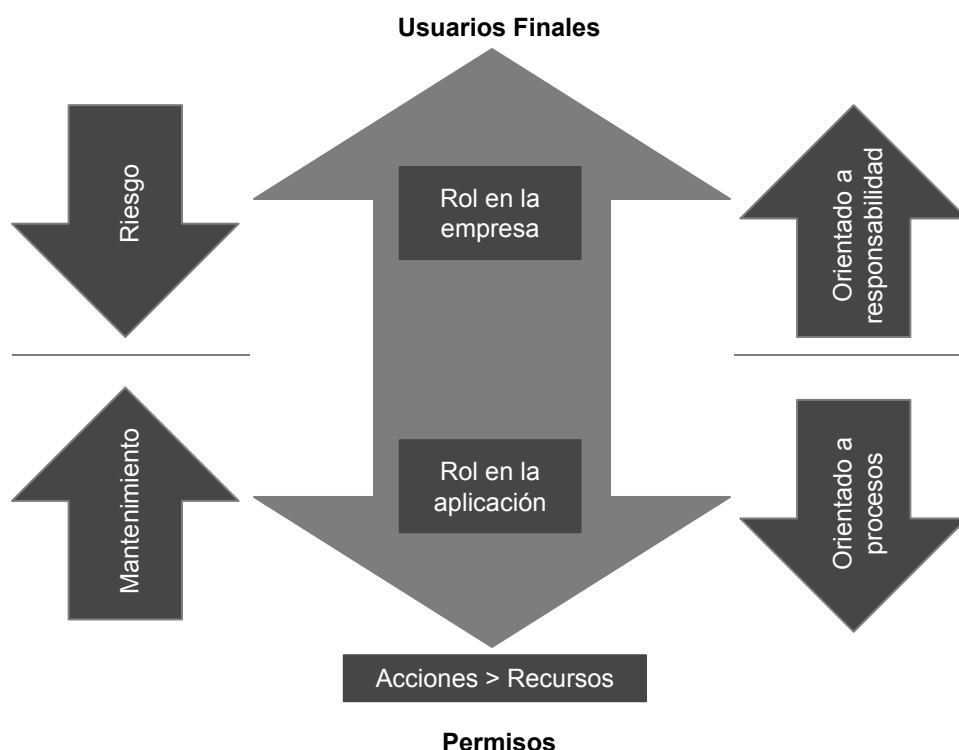 Usuarios Finales
Riesgo
Rol en la
empresa
Orientado a
responsabilidad
Mantenimiento
Rol en la
aplicación
Orientado a
procesos
Acciones > Recursos
Permisos